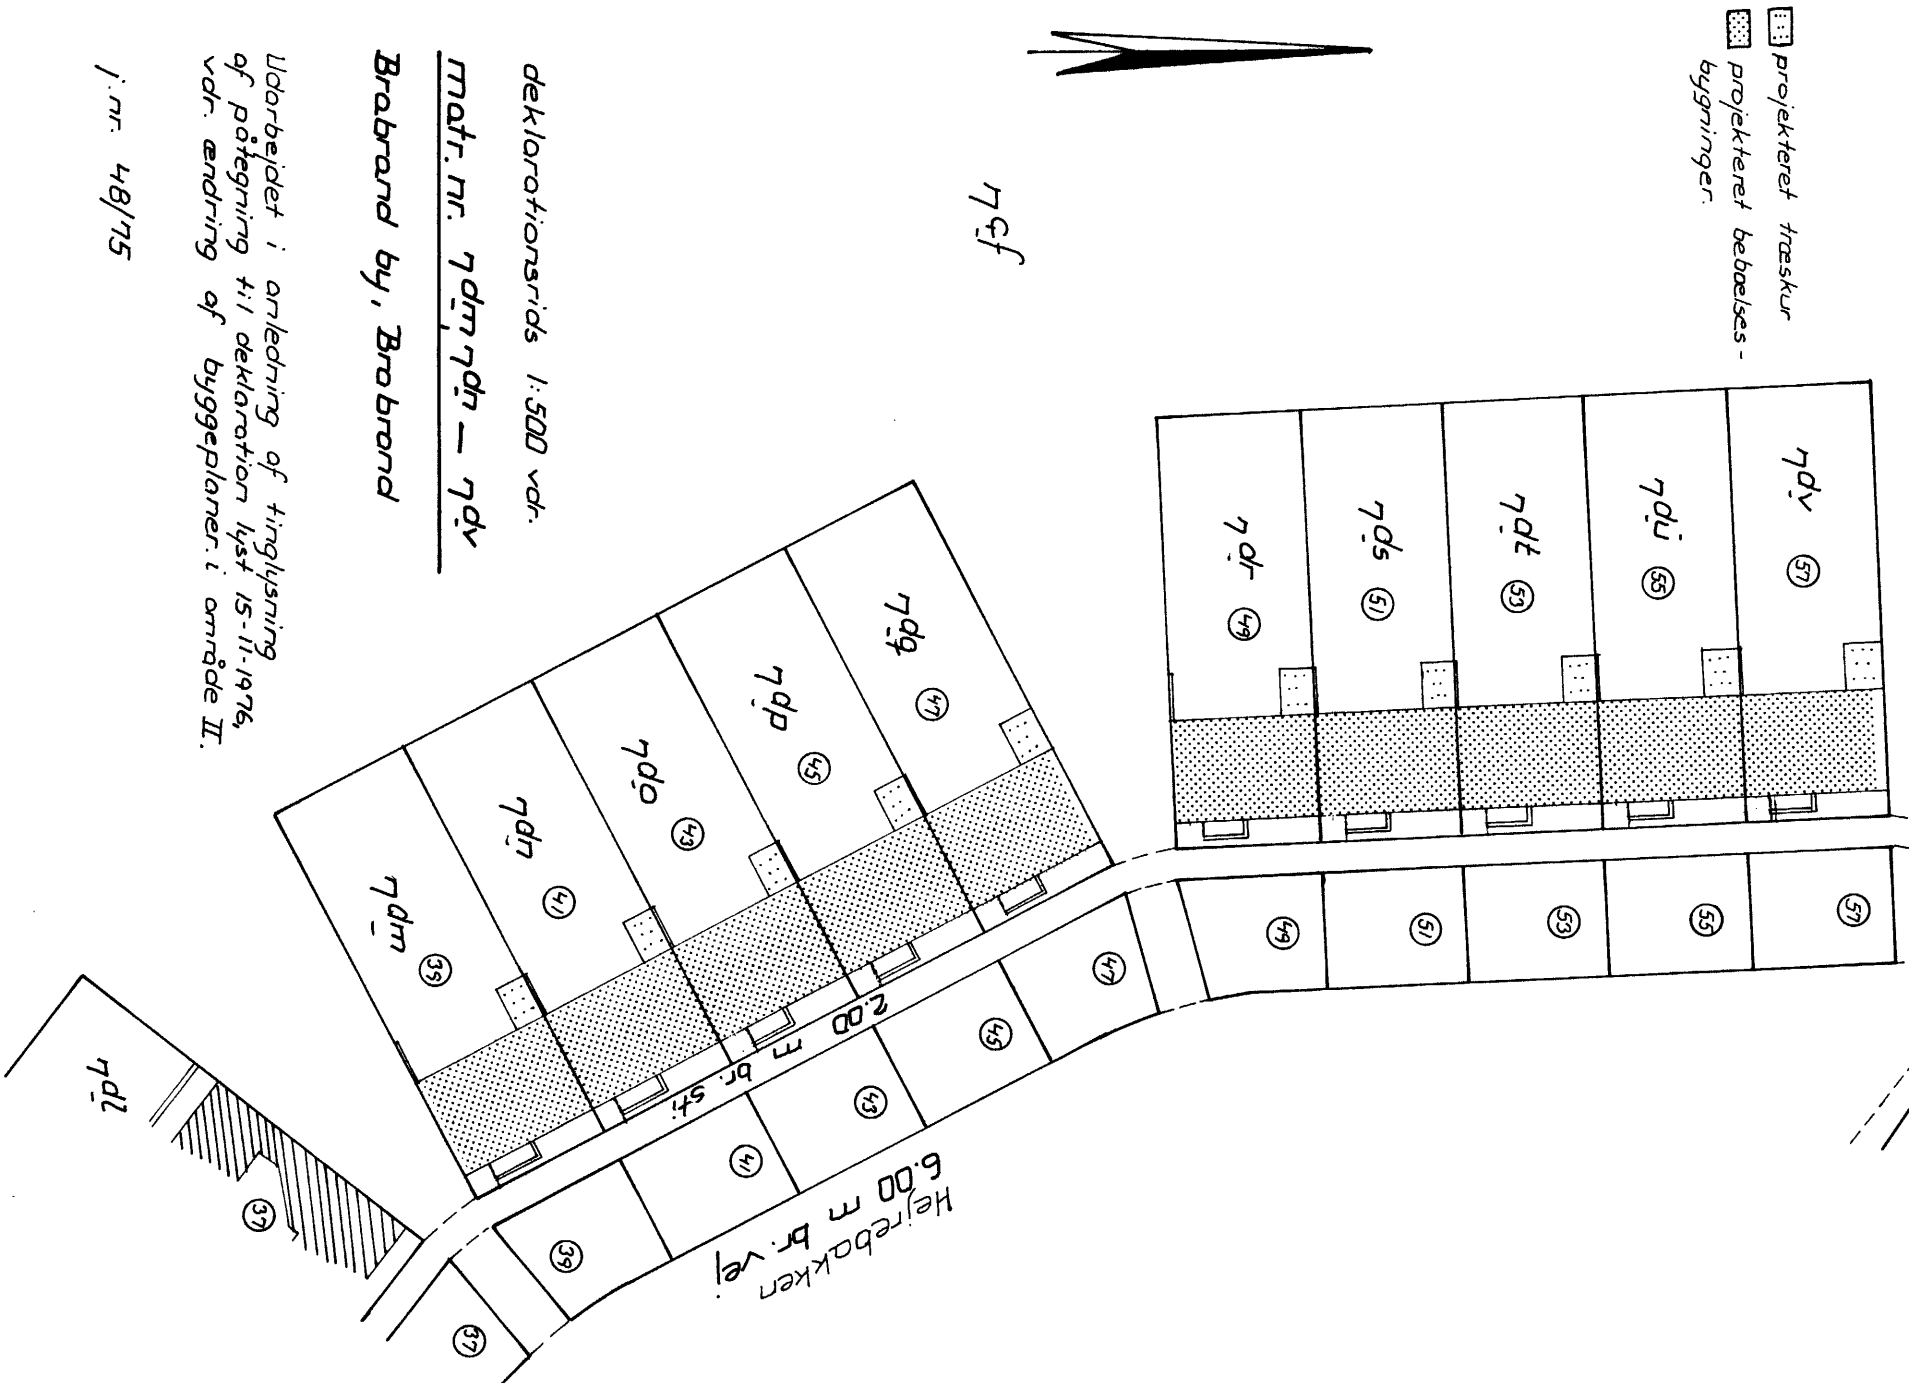 projekteret træskur
projekteret beboelses-
bygninger.
7çf
deklarationsrids 1:500 vdr.
matr. nr. 7dm, 7dn — 7dv
Brabrand by, Brabrand
Udarbejdet i anledning af tinglysning
af påtegning til deklaration lyst 15-11-1976,
vdr. ændring af byggeplaner i område II.
j. nr. 48/75
7dv 57
7du 55
7dt 53
7ds 51
7dr 49
7dq 47
7dp 45
7do 43
7dn 41
7dm 39
7dl
37
57
55
53
51
49
47
45
43
41
39
37
2.00 m br. sti
Hejrebakken
6.00 m br. vej